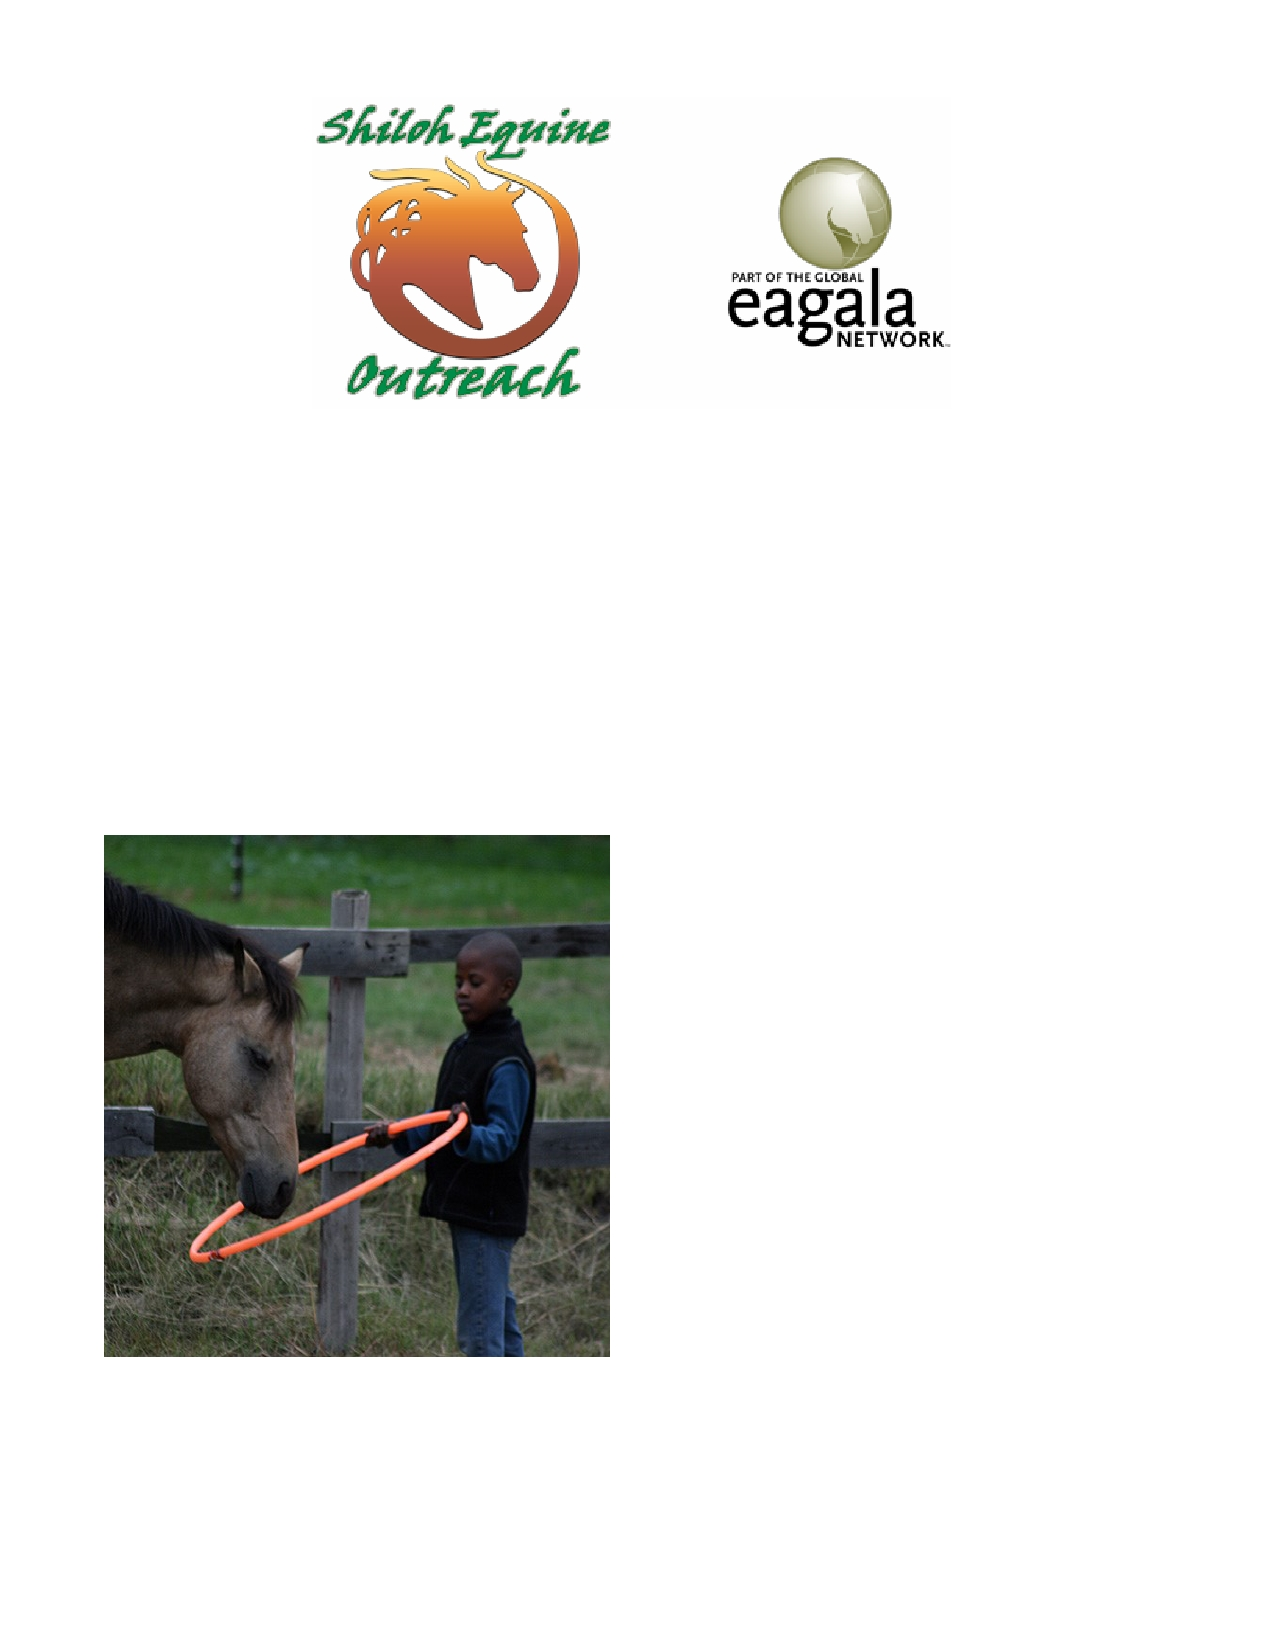 Shiloh Equine
Outreach
PART OF THE GLOBAL
eagala
NETWORK